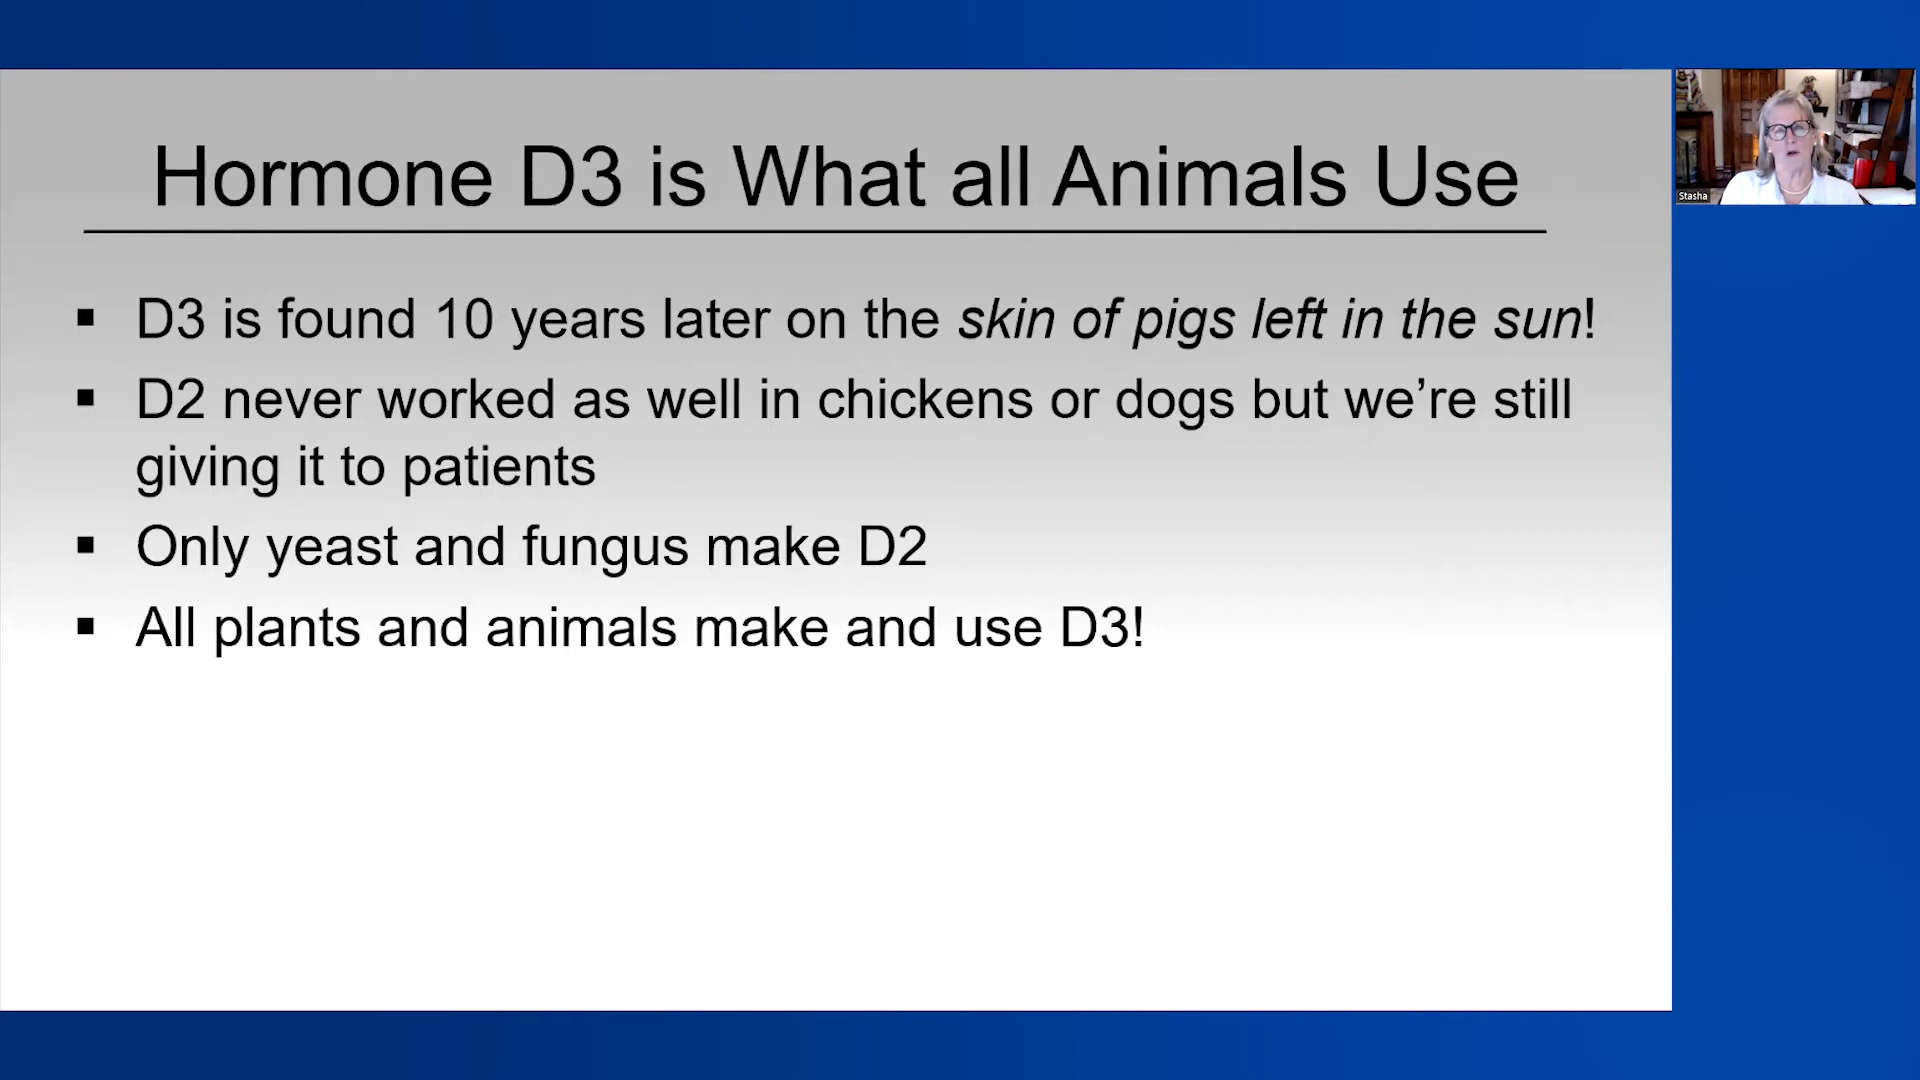 Hormone D3 is What all Animals Use
▪ D3 is found 10 years later on the skin of pigs left in the sun!
▪ D2 never worked as well in chickens or dogs but we’re still
giving it to patients
▪ Only yeast and fungus make D2
▪ All plants and animals make and use D3!
Stasha